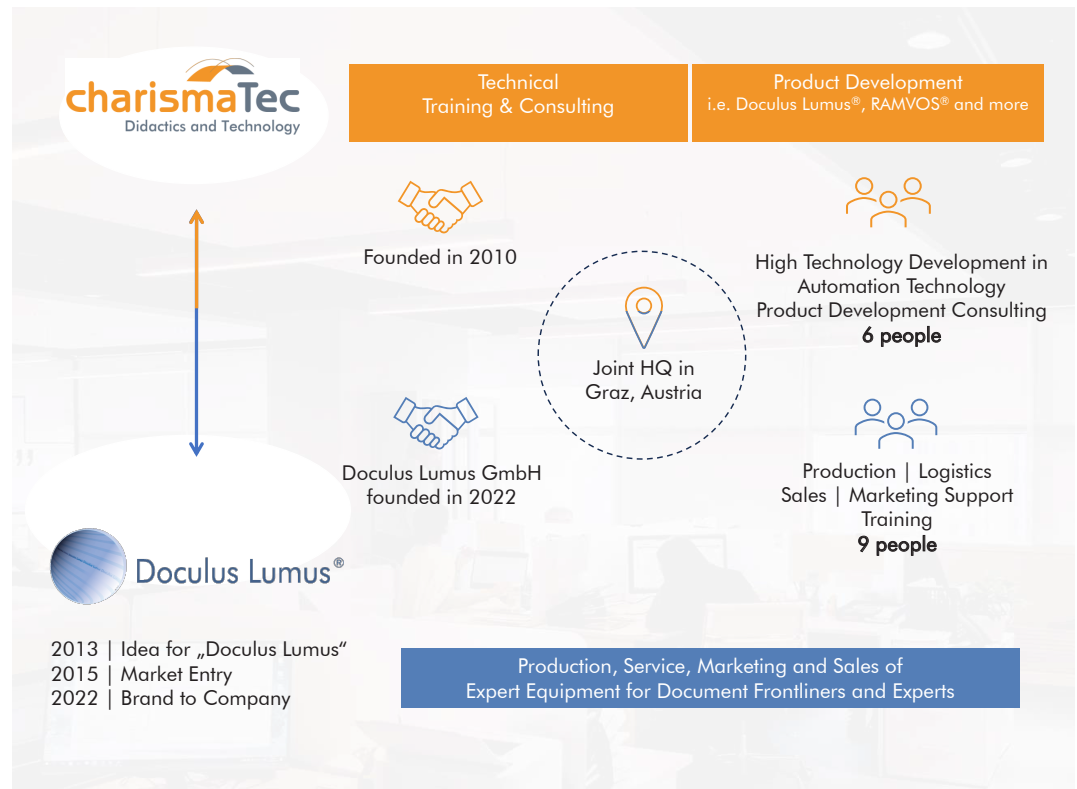 charismaTec
Didactics and Technology
Technical
Training & Consulting
Product Development
i.e. Doculus Lumus®, RAMVOS® and more
Founded in 2010
High Technology Development in
Automation Technology
Product Development Consulting
6 people
Joint HQ in
Graz, Austria
Doculus Lumus GmbH
founded in 2022
Production | Logistics
Sales | Marketing Support
Training
9 people
Doculus Lumus®
2013 | Idea for „Doculus Lumus“
2015 | Market Entry
2022 | Brand to Company
Production, Service, Marketing and Sales of
Expert Equipment for Document Frontliners and Experts